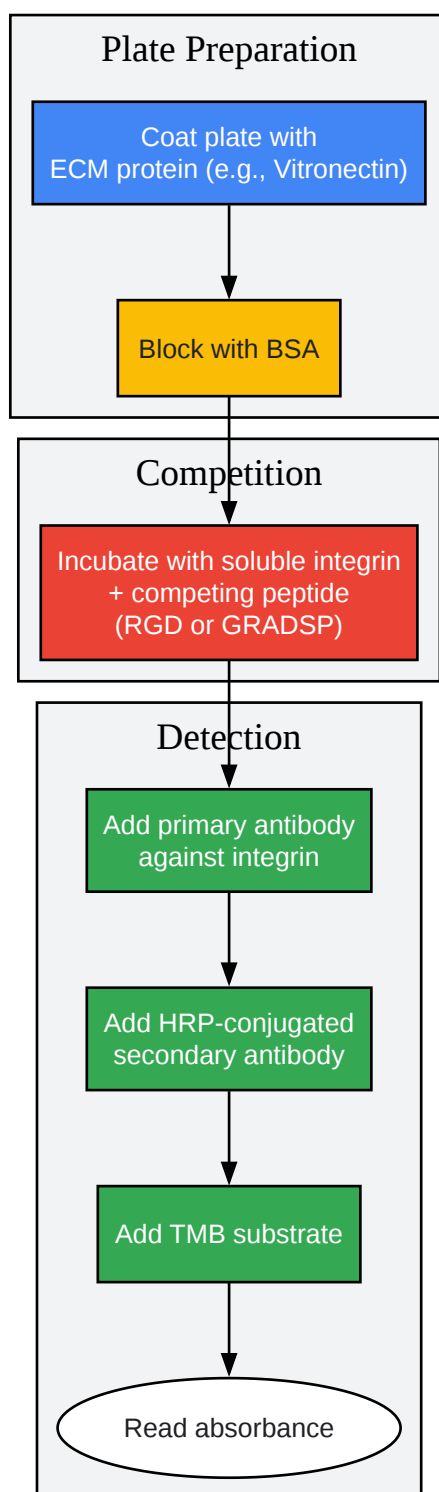 Plate Preparation
Coat plate with
ECM protein (e.g., Vitronectin)
Block with BSA
Competition
Incubate with soluble integrin
+ competing peptide
(RGD or GRADSP)
Detection
Add primary antibody
against integrin
Add HRP-conjugated
secondary antibody
Add TMB substrate
Read absorbance